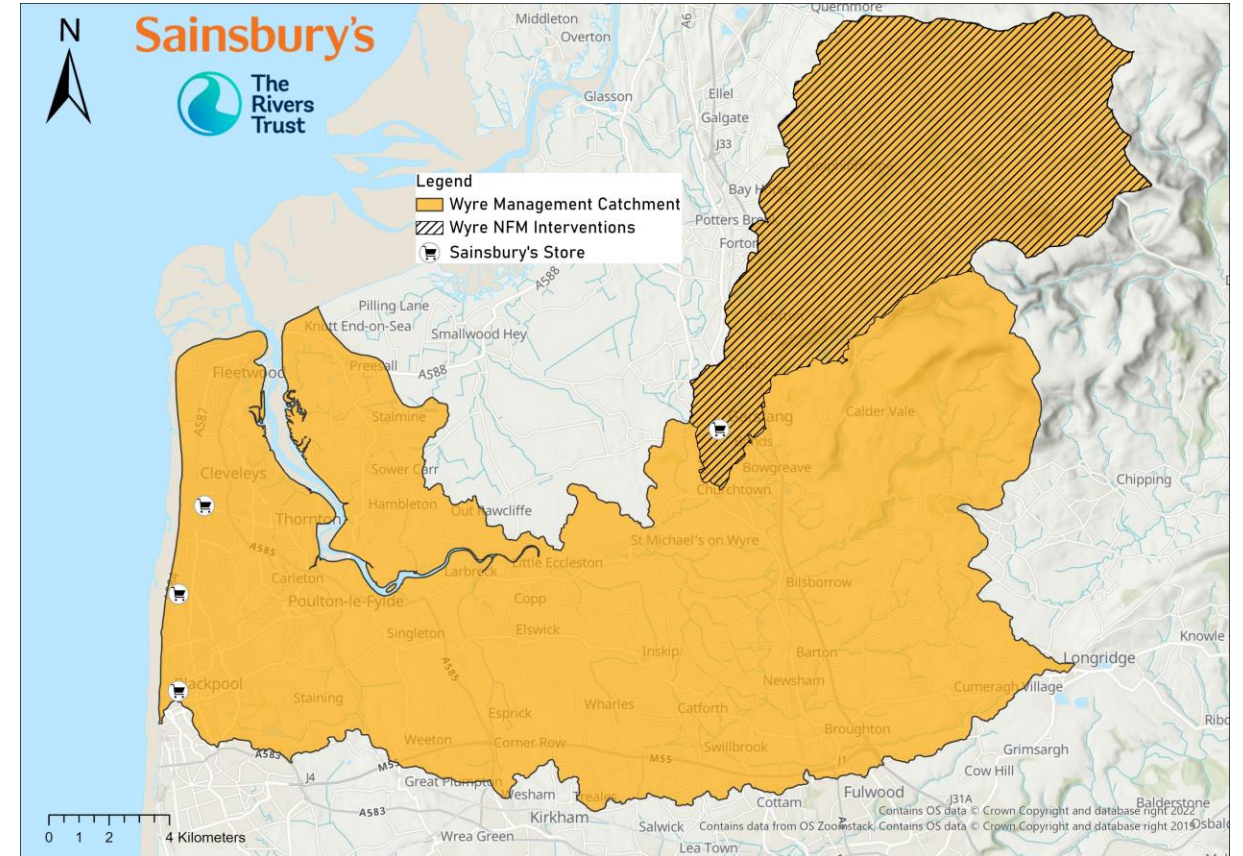 N
Sainsbury's
The
Rivers
Trust
Legend
Wyre Management Catchment
Wyre NFM Interventions
Sainsbury's Store
Quernmore
Middleton
Overton
A6
Glasson
Ellel
Galgate
J33
Potters
Forton
A588
Pilling Lane
Knott End-on-Sea
Smallwood Hey
Preesall
A588
Fleetwood
Stalmine
A587
Calder Vale
Cleveleys
Sower Carr
Bowgreave
Chipping
Hambleton
Out Rawcliffe
Churchtown
Thornton
St Michael's on Wyre
A585
Carleton
Larbreck
Little Eccleston
Bilsborrow
Poulton-le-Fylde
Copp
Singleton
Elswick
Knowle
Inskip
Barton
Longridge
A585
Blackpool
Staining
Newsham
Cumeragh Village
Wharles
Catforth
Esprick
Broughton
Weeton
Corner Row
Swillbrook
Grimsargh
A583
M55
J1
Cow Hill
J4
Great Plumpton
Wesham
Treales
Fulwood
J31A
Balderstone
A583
Kirkham
Cottam
Wrea Green
Salwick
Lea Town
Contains OS data © Crown Copyright and database right 2022
Contains data from OS Zoomstack, Contains OS data © Crown Copyright and database right 2019
0 1 2 4 Kilometers